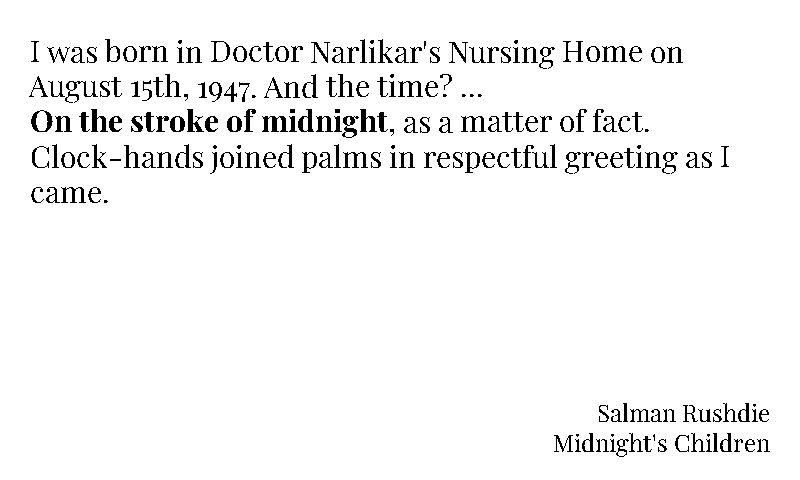 I was born in Doctor Narlikar's Nursing Home on
August 15th, 1947. And the time? ...
On the stroke of midnight, as a matter of fact.
Clock-hands joined palms in respectful greeting as I
came.
Salman Rushdie
Midnight's Children